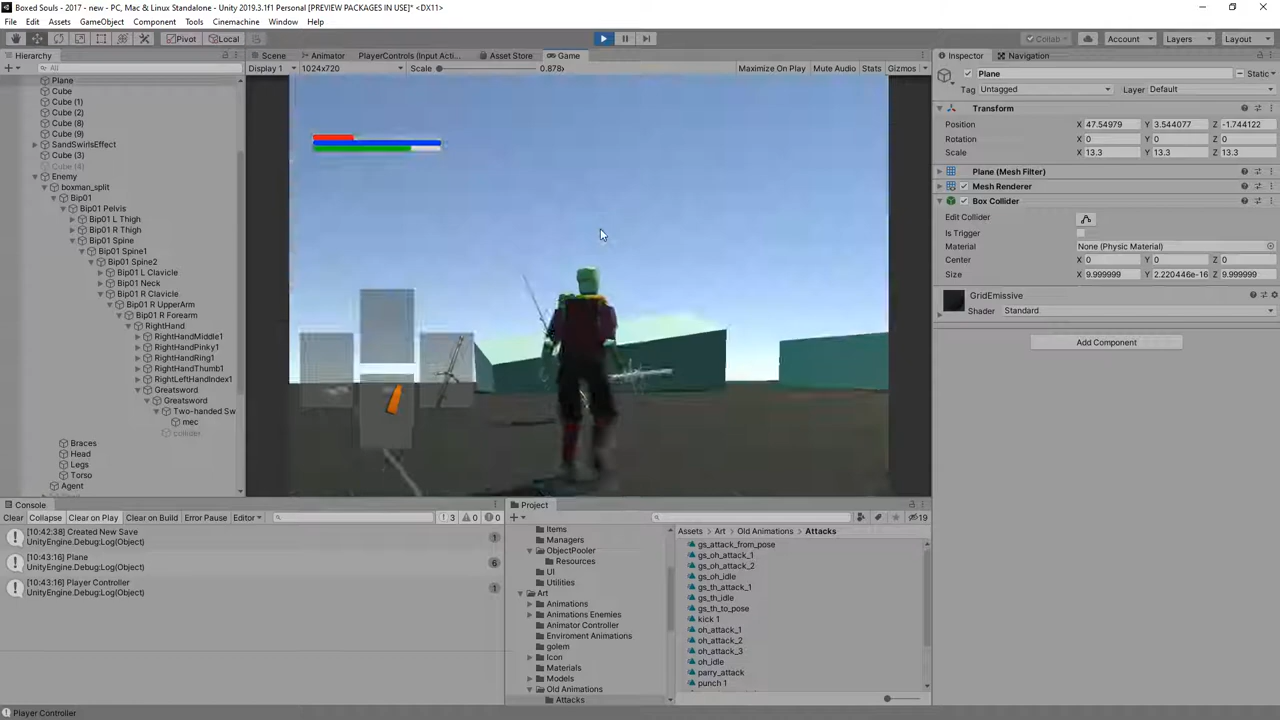 Boxed Souls - 2017 - new - PC, Mac & Linux Standalone - Unity 2019.3.1f1 Personal [PREVIEW PACKAGES IN USE]* <DX11>
File Edit Assets GameObject Component Tools Cinemachine Window Help
Pivot Local Collab Account Layers Layout
Hierarchy Scene Animator PlayerControls (Input Acti... Asset Store Game Inspector Navigation
All Display 1 1024x720 Scale 0.878x Maximize On Play Mute Audio Stats Gizmos
Plane
Cube
Cube (1)
Cube (2)
Cube (8)
Cube (9)
SandSwirlsEffect
Cube (3)
Cube (4)
Enemy
boxman_split
Bip01
Bip01 Pelvis
Bip01 L Thigh
Bip01 R Thigh
Bip01 Spine
Bip01 Spine1
Bip01 Spine2
Bip01 L Clavicle
Bip01 Neck
Bip01 R Clavicle
Bip01 R UpperArm
Bip01 R Forearm
RightHand
RightHandMiddle1
RightHandPinky1
RightHandRing1
RightHandThumb1
RightLeftHandIndex1
Greatsword
Greatsword
Two-handed Sw
mec
collider
Braces
Head
Legs
Torso
Agent
Plane Static
Tag Untagged Layer Default
Transform
Position X 47.54979 Y 3.544077 Z -1.744122
Rotation X 0 Y 0 Z 0
Scale X 13.3 Y 13.3 Z 13.3
Plane (Mesh Filter)
Mesh Renderer
Box Collider
Edit Collider
Is Trigger
Material None (Physic Material)
Center X 0 Y 0 Z 0
Size X 9.999999 Y 2.220446e-16 Z 9.999999
GridEmissive
Shader Standard
Add Component
Console
Clear Collapse Clear on Play Clear on Build Error Pause Editor 3 0 0
[10:42:38] Created New Save
UnityEngine.Debug:Log(Object) 1
[10:43:16] Plane
UnityEngine.Debug:Log(Object) 6
[10:43:16] Player Controller
UnityEngine.Debug:Log(Object) 1
Project
19
Items
Managers
ObjectPooler
Resources
UI
Utilities
Art
Animations
Animations Enemies
Animator Controller
Enviroment Animations
golem
Icon
Materials
Models
Old Animations
Attacks
Assets > Art > Old Animations > Attacks
gs_attack_from_pose
gs_oh_attack_1
gs_oh_attack_2
gs_oh_idle
gs_th_attack_1
gs_th_idle
gs_th_to_pose
kick 1
oh_attack_1
oh_attack_2
oh_attack_3
oh_idle
parry_attack
punch 1
Player Controller